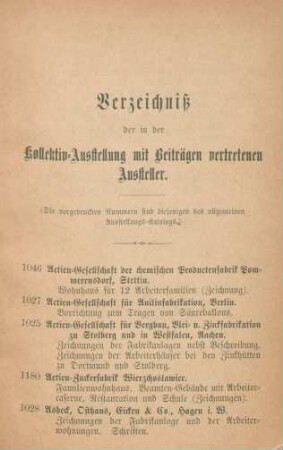 Verzeichniß
der in der
Kollektiv-Ausstellung mit Beiträgen vertretenen
Aussteller.
(Die vorgedruckten Nummern sind diejenigen des allgemeinen
Ausstellungs-Katalogs.)
1046 Actien-Gesellschaft der chemischen Productenfabrik Pom-
merensdorf, Stettin.
Wohnhaus für 12 Arbeiterfamilien (Zeichnung).
1027 Actien-Gesellschaft für Anilinfabrikation, Berlin.
Vorrichtung zum Tragen von Säureballons.
1025 Actien-Gesellschaft für Bergbau, Blei- u. Zinkfabrikation
zu Stolberg und in Westfalen, Aachen.
Zeichnungen der Fabrikanlagen nebst Beschreibung.
Zeichnungen der Arbeiterhäuser bei den Zinkhütten
zu Dortmund und Stolberg.
1180 Actien-Zuckerfabrik Wierzchoslawice.
Familienwohnhaus, Beamten-Gebäude mit Arbeiter-
caserne, Restauration und Schule (Zeichnungen).
1028 Asbeck, Osthaus, Eicken & Co., Hagen i. W.
Zeichnungen der Fabrikanlage und der Arbeiter-
wohnungen. Schriften.